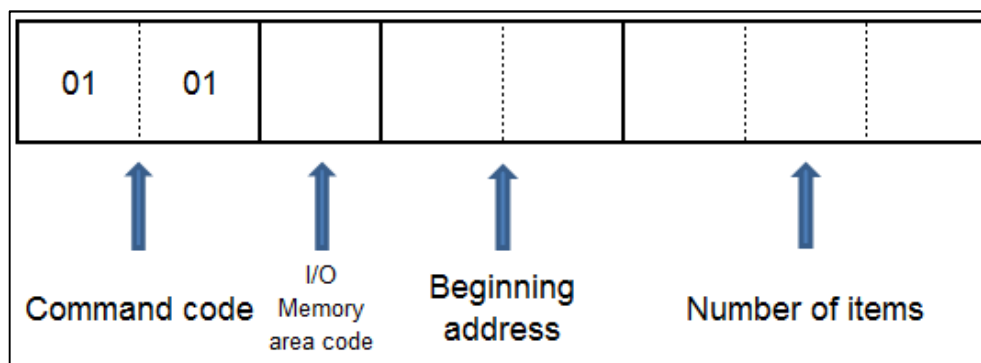 01 01
Command code
I/O
Memory
area code
Beginning
address
Number of items